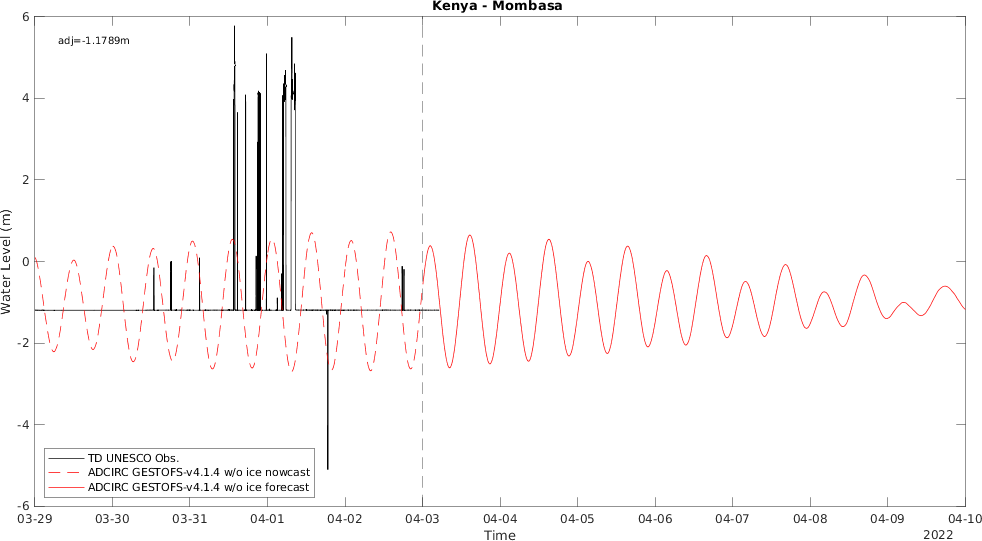 Kenya - Mombasa
adj=-1.1789m
Water Level (m)
6
4
2
0
-2
-4
-6
TD UNESCO Obs.
ADCIRC GESTOFS-v4.1.4 w/o ice nowcast
ADCIRC GESTOFS-v4.1.4 w/o ice forecast
03-29 03-30 03-31 04-01 04-02 04-03 04-04 04-05 04-06 04-07 04-08 04-09 04-10
Time
2022